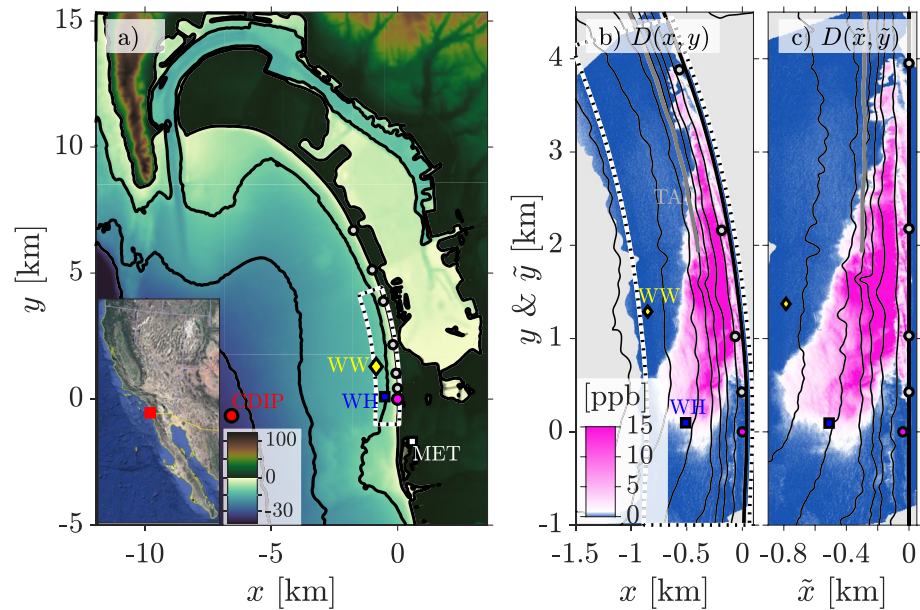 a)
b) D(x, y)
c) D(x̃, ỹ)
15
10
5
0
-5
y [km]
-10
-5
0
x [km]
WW
WH
CDIP
MET
100
0
-30
4
3
2
1
0
-1
y & ỹ [km]
TA
WW
WH
[ppb]
15
10
5
0
-1.5
-1
-0.5
0
x [km]
-0.8
-0.4
0
x̃ [km]